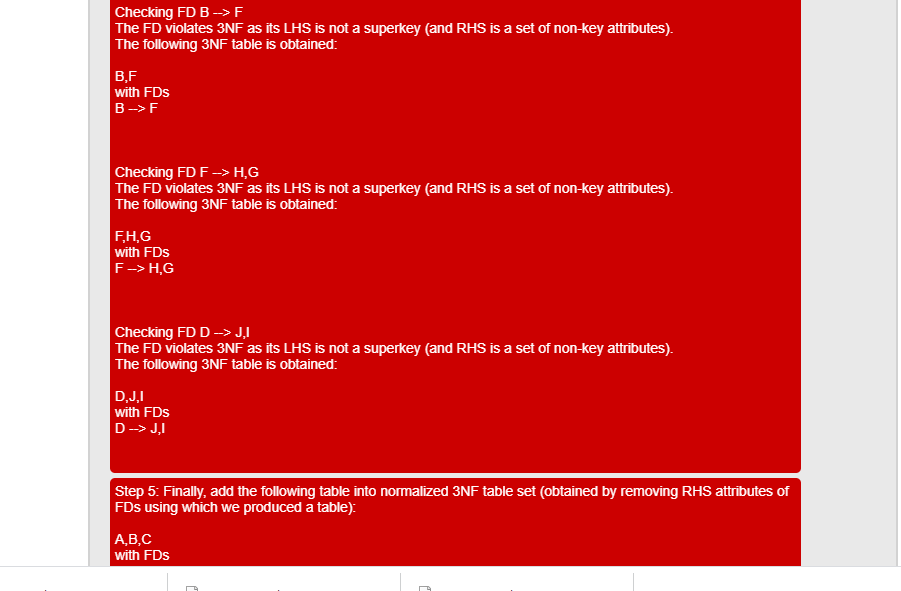 Checking FD B --> F
The FD violates 3NF as its LHS is not a superkey (and RHS is a set of non-key attributes).
The following 3NF table is obtained:
B,F
with FDs
B --> F
Checking FD F --> H,G
The FD violates 3NF as its LHS is not a superkey (and RHS is a set of non-key attributes).
The following 3NF table is obtained:
F,H,G
with FDs
F --> H,G
Checking FD D --> J,I
The FD violates 3NF as its LHS is not a superkey (and RHS is a set of non-key attributes).
The following 3NF table is obtained:
D,J,I
with FDs
D --> J,I
Step 5: Finally, add the following table into normalized 3NF table set (obtained by removing RHS attributes of
FDs using which we produced a table):
A,B,C
with FDs